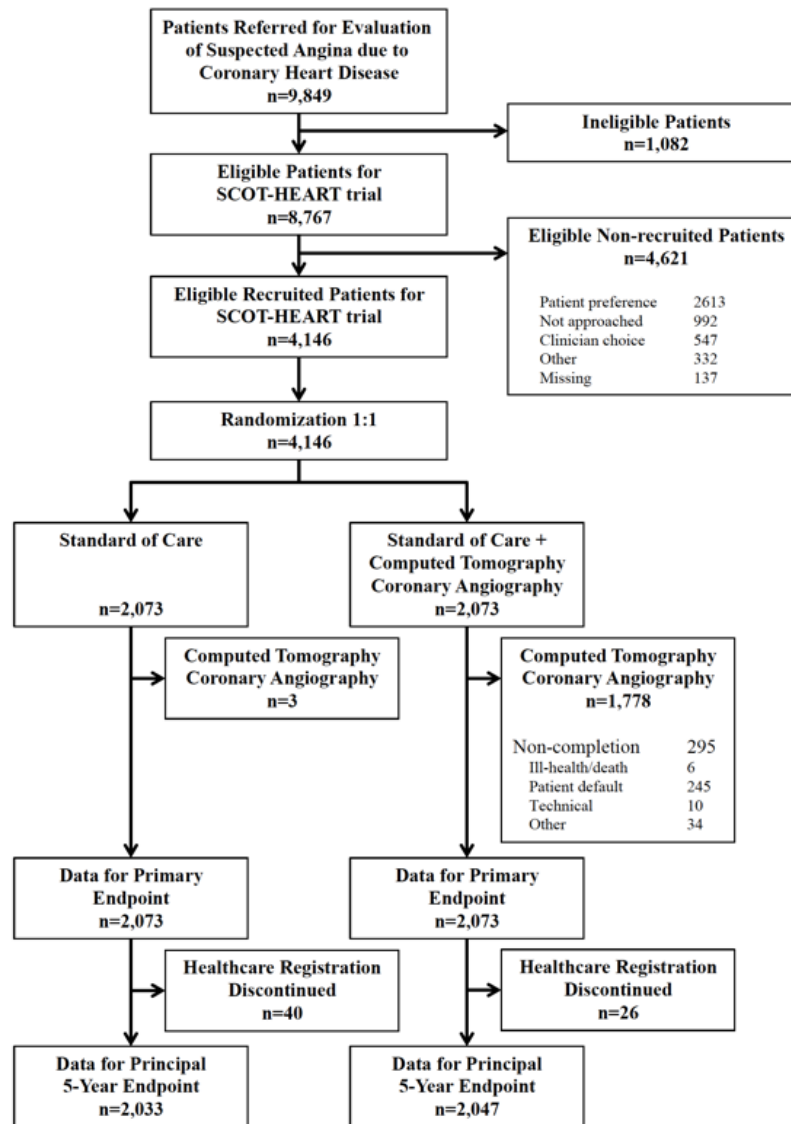 Patients Referred for Evaluation
of Suspected Angina due to
Coronary Heart Disease
n=9,849
Ineligible Patients
n=1,082
Eligible Patients for
SCOT-HEART trial
n=8,767
Eligible Non-recruited Patients
n=4,621
Patient preference 2613
Not approached 992
Clinician choice 547
Other 332
Missing 137
Eligible Recruited Patients for
SCOT-HEART trial
n=4,146
Randomization 1:1
n=4,146
Standard of Care
n=2,073
Standard of Care +
Computed Tomography
Coronary Angiography
n=2,073
Computed Tomography
Coronary Angiography
n=3
Computed Tomography
Coronary Angiography
n=1,778
Non-completion 295
Ill-health/death 6
Patient default 245
Technical 10
Other 34
Data for Primary
Endpoint
n=2,073
Data for Primary
Endpoint
n=2,073
Healthcare Registration
Discontinued
n=40
Healthcare Registration
Discontinued
n=26
Data for Principal
5-Year Endpoint
n=2,033
Data for Principal
5-Year Endpoint
n=2,047